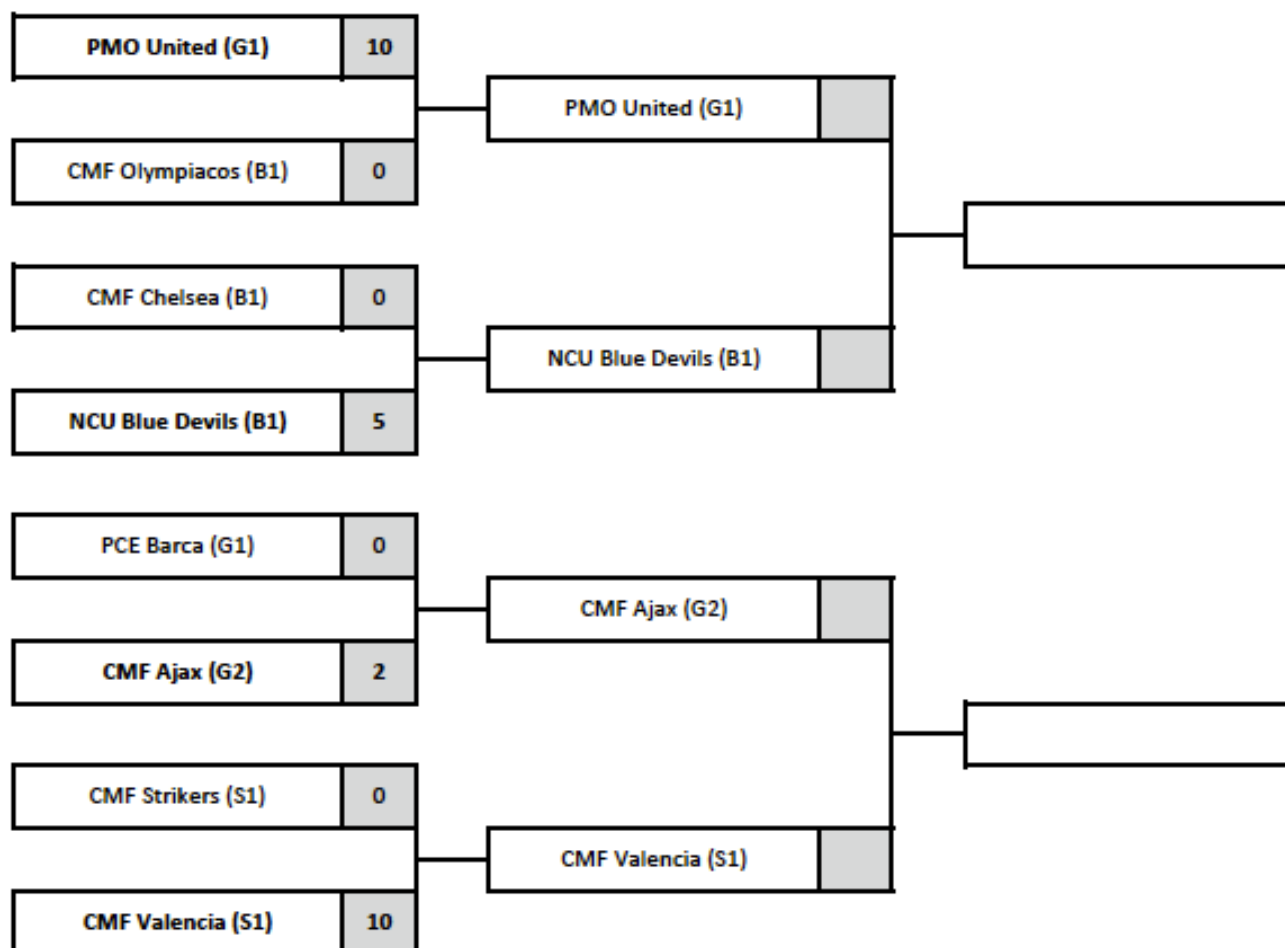 PMO United (G1) 10
PMO United (G1)
CMF Olympiacos (B1) 0
CMF Chelsea (B1) 0
NCU Blue Devils (B1)
NCU Blue Devils (B1) 5
PCE Barca (G1) 0
CMF Ajax (G2)
CMF Ajax (G2) 2
CMF Strikers (S1) 0
CMF Valencia (S1)
CMF Valencia (S1) 10